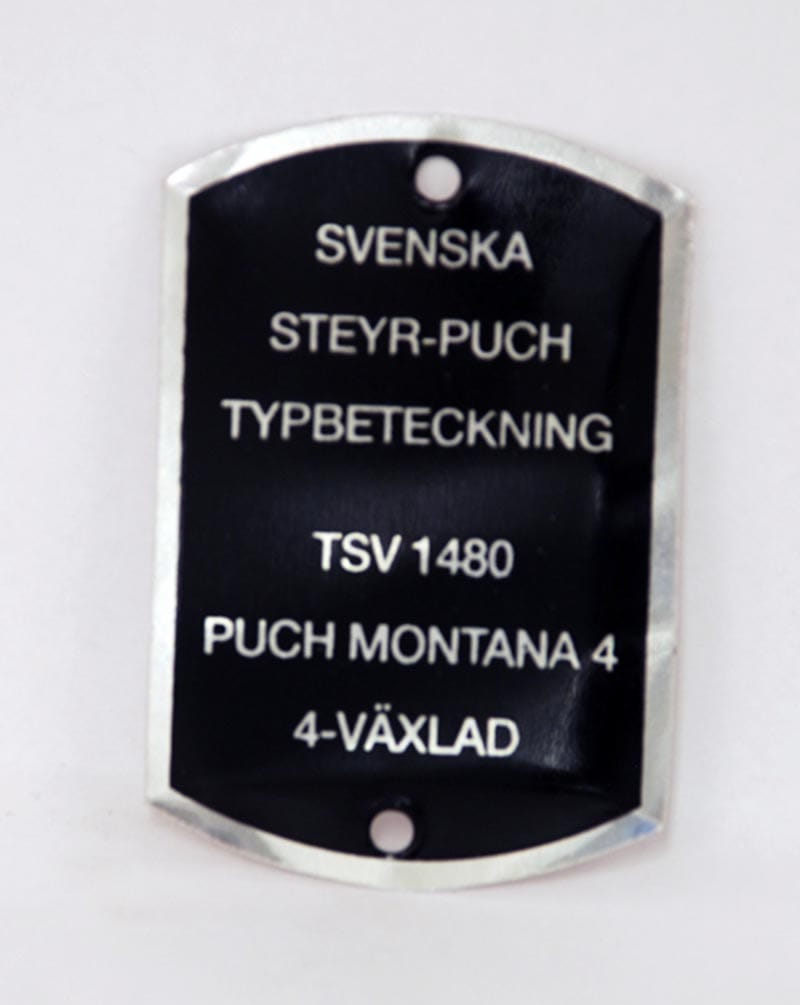 SVENSKA
STEYR-PUCH
TYPBETECKNING
TSV 1480
PUCH MONTANA 4
4-VÄXLAD